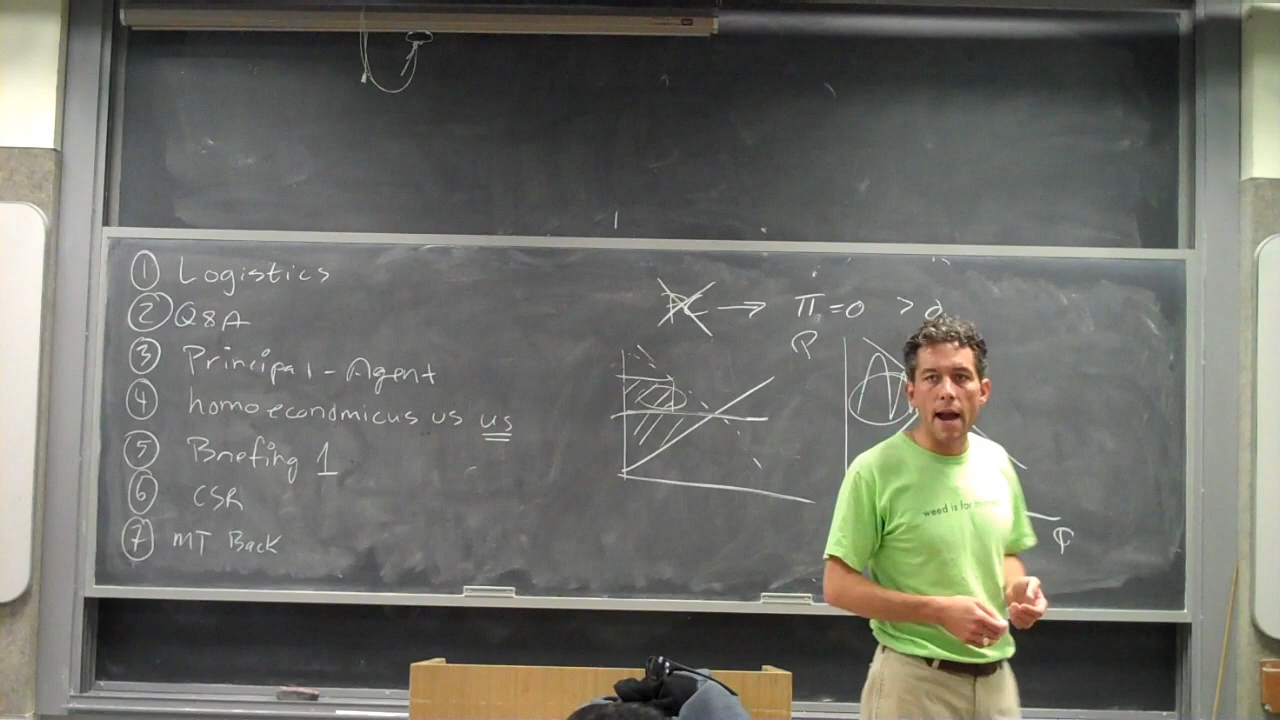 ① Logistics
② Q&A
③ Principal-Agent
④ homo economicus vs us
⑤ Briefing 1
⑥ CSR
⑦ MT Back
→ π = 0 >
P
φ
weed is for